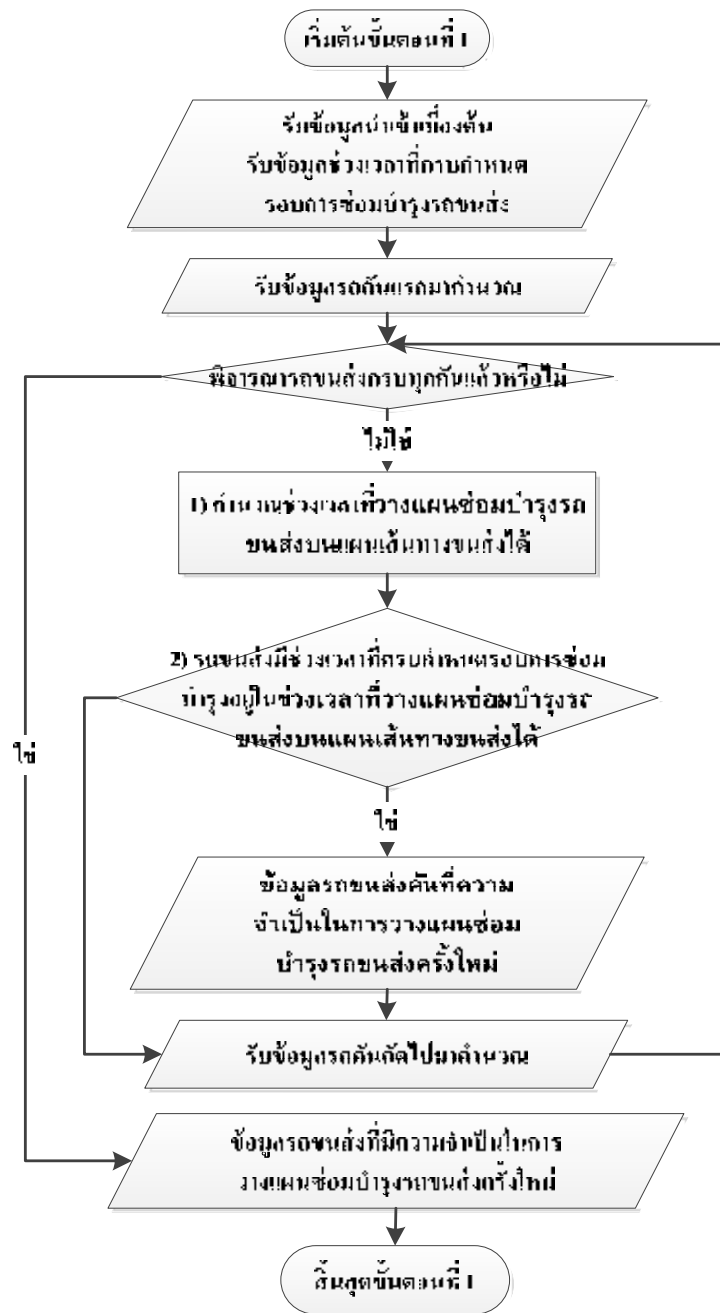 เริ่มต้นขั้นตอนที่ 1
รับข้อมูลนำเข้าเบื้องต้น
รับข้อมูลช่วงเวลาที่ครบกำหนด
รอบการซ่อมบำรุงรถขนส่ง
รับข้อมูลรถคันแรกมาคำนวณ
พิจารณารถขนส่งครบทุกคันแล้วหรือไม่
ไม่ใช่
1) คำนวณช่วงเวลาที่วางแผนซ่อมบำรุงรถ
ขนส่งบนแผนเส้นทางขนส่งได้
2) รถขนส่งมีช่วงเวลาที่ครบกำหนดรอบการซ่อม
บำรุงอยู่ในช่วงเวลาที่วางแผนซ่อมบำรุงรถ
ขนส่งบนแผนเส้นทางขนส่งได้
ใช่
ใช่
ข้อมูลรถขนส่งคันที่ความ
จำเป็นในการวางแผนซ่อม
บำรุงรถขนส่งครั้งใหม่
รับข้อมูลรถคันถัดไปมาคำนวณ
ข้อมูลรถขนส่งที่มีความจำเป็นในการ
วางแผนซ่อมบำรุงรถขนส่งครั้งใหม่
สิ้นสุดขั้นตอนที่ 1